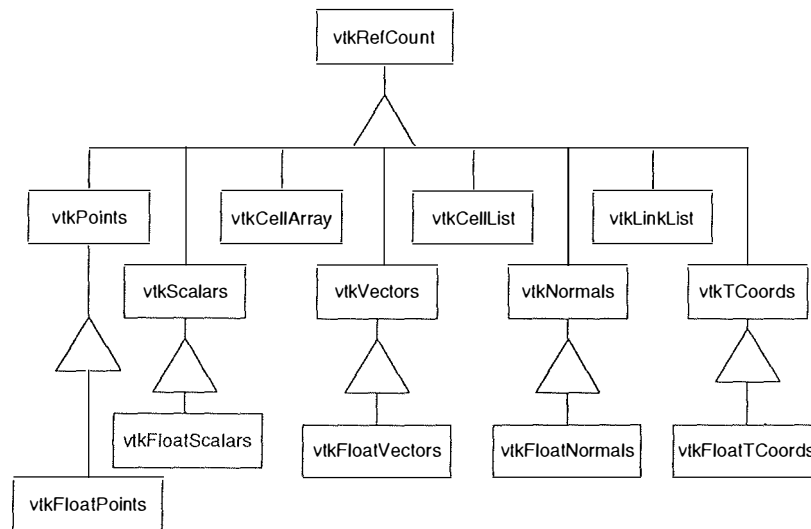 vtkRefCount
vtkPoints
vtkCellArray
vtkCellList
vtkLinkList
vtkScalars
vtkVectors
vtkNormals
vtkTCoords
vtkFloatScalars
vtkFloatVectors
vtkFloatNormals
vtkFloatTCoords
vtkFloatPoints